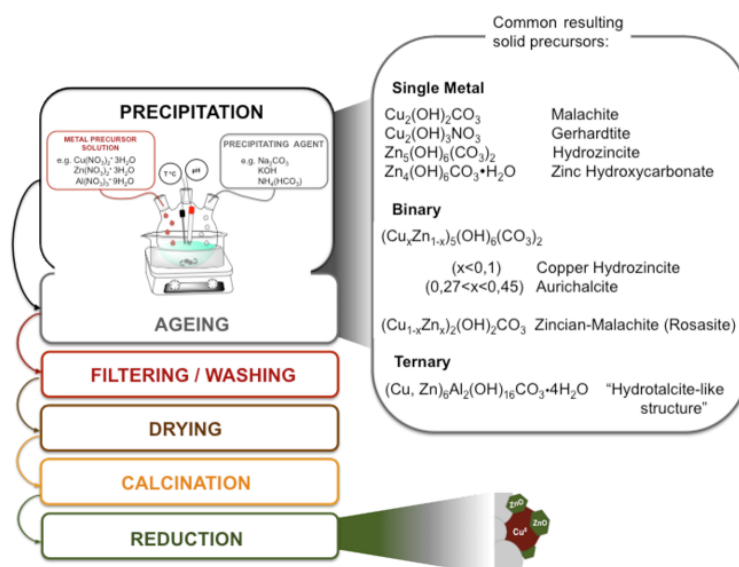 PRECIPITATION
METAL PRECURSOR
SOLUTION
e.g. Cu(NO₃)₂• 3H₂O
Zn(NO₃)₂• 3H₂O
Al(NO₃)₃• 9H₂O
T ºC
pH
PRECIPITATING AGENT
e.g. Na₂CO₃
KOH
NH₄(HCO₃)
AGEING
FILTERING / WASHING
DRYING
CALCINATION
REDUCTION
Common resulting
solid precursors:
Single Metal
Cu₂(OH)₂CO₃ Malachite
Cu₂(OH)₃NO₃ Gerhardtite
Zn₅(OH)₆(CO₃)₂ Hydrozincite
Zn₄(OH)₆CO₃•H₂O Zinc Hydroxycarbonate
Binary
(CuₓZn₁₋ₓ)₅(OH)₆(CO₃)₂
(x<0,1) Copper Hydrozincite
(0,27<x<0,45) Aurichalcite
(Cu₁₋ₓZnₓ)₂(OH)₂CO₃ Zincian-Malachite (Rosasite)
Ternary
(Cu, Zn)₆Al₂(OH)₁₆CO₃•4H₂O “Hydrotalcite-like
structure”
ZnO
ZnO
Cu⁰